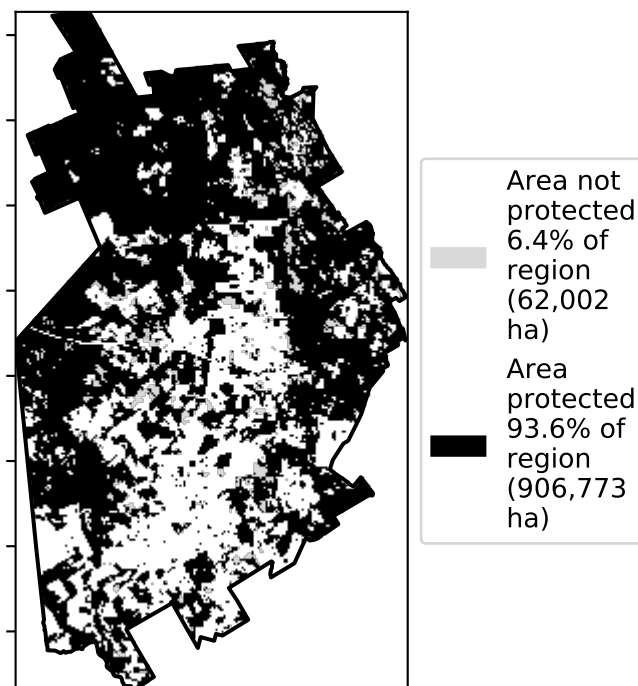 Area not
protected
6.4% of
region
(62,002
ha)
Area
protected
93.6% of
region
(906,773
ha)